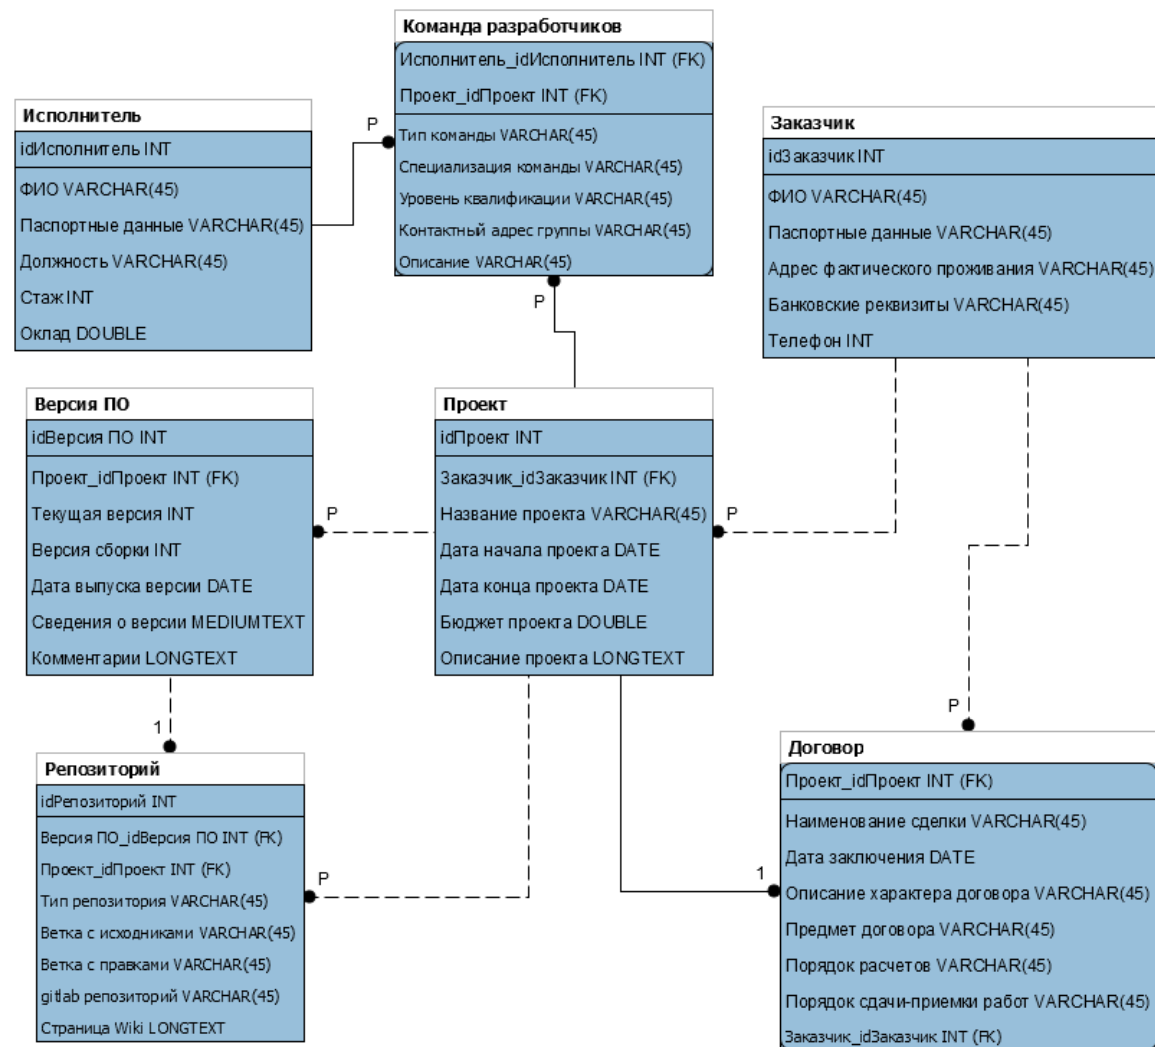 Команда разработчиков
Исполнитель_idИсполнитель INT (FK)
Проект_idПроект INT (FK)
Тип команды VARCHAR(45)
Специализация команды VARCHAR(45)
Уровень квалификации VARCHAR(45)
Контактный адрес группы VARCHAR(45)
Описание VARCHAR(45)
P
P
Исполнитель
idИсполнитель INT
ФИО VARCHAR(45)
Паспортные данные VARCHAR(45)
Должность VARCHAR(45)
Стаж INT
Оклад DOUBLE
Заказчик
idЗаказчик INT
ФИО VARCHAR(45)
Паспортные данные VARCHAR(45)
Адрес фактического проживания VARCHAR(45)
Банковские реквизиты VARCHAR(45)
Телефон INT
Версия ПО
idВерсия ПО INT
Проект_idПроект INT (FK)
Текущая версия INT
Версия сборки INT
Дата выпуска версии DATE
Сведения о версии MEDIUMTEXT
Комментарии LONGTEXT
P
Проект
idПроект INT
Заказчик_idЗаказчик INT (FK)
Название проекта VARCHAR(45)
Дата начала проекта DATE
Дата конца проекта DATE
Бюджет проекта DOUBLE
Описание проекта LONGTEXT
P
P
1
Репозиторий
idРепозиторий INT
Версия ПО_idВерсия ПО INT (FK)
Проект_idПроект INT (FK)
Тип репозитория VARCHAR(45)
Ветка с исходниками VARCHAR(45)
Ветка с правками VARCHAR(45)
gitlab репозиторий VARCHAR(45)
Страница Wiki LONGTEXT
P
1
Договор
Проект_idПроект INT (FK)
Наименование сделки VARCHAR(45)
Дата заключения DATE
Описание характера договора VARCHAR(45)
Предмет договора VARCHAR(45)
Порядок расчетов VARCHAR(45)
Порядок сдачи-приемки работ VARCHAR(45)
Заказчик_idЗаказчик INT (FK)